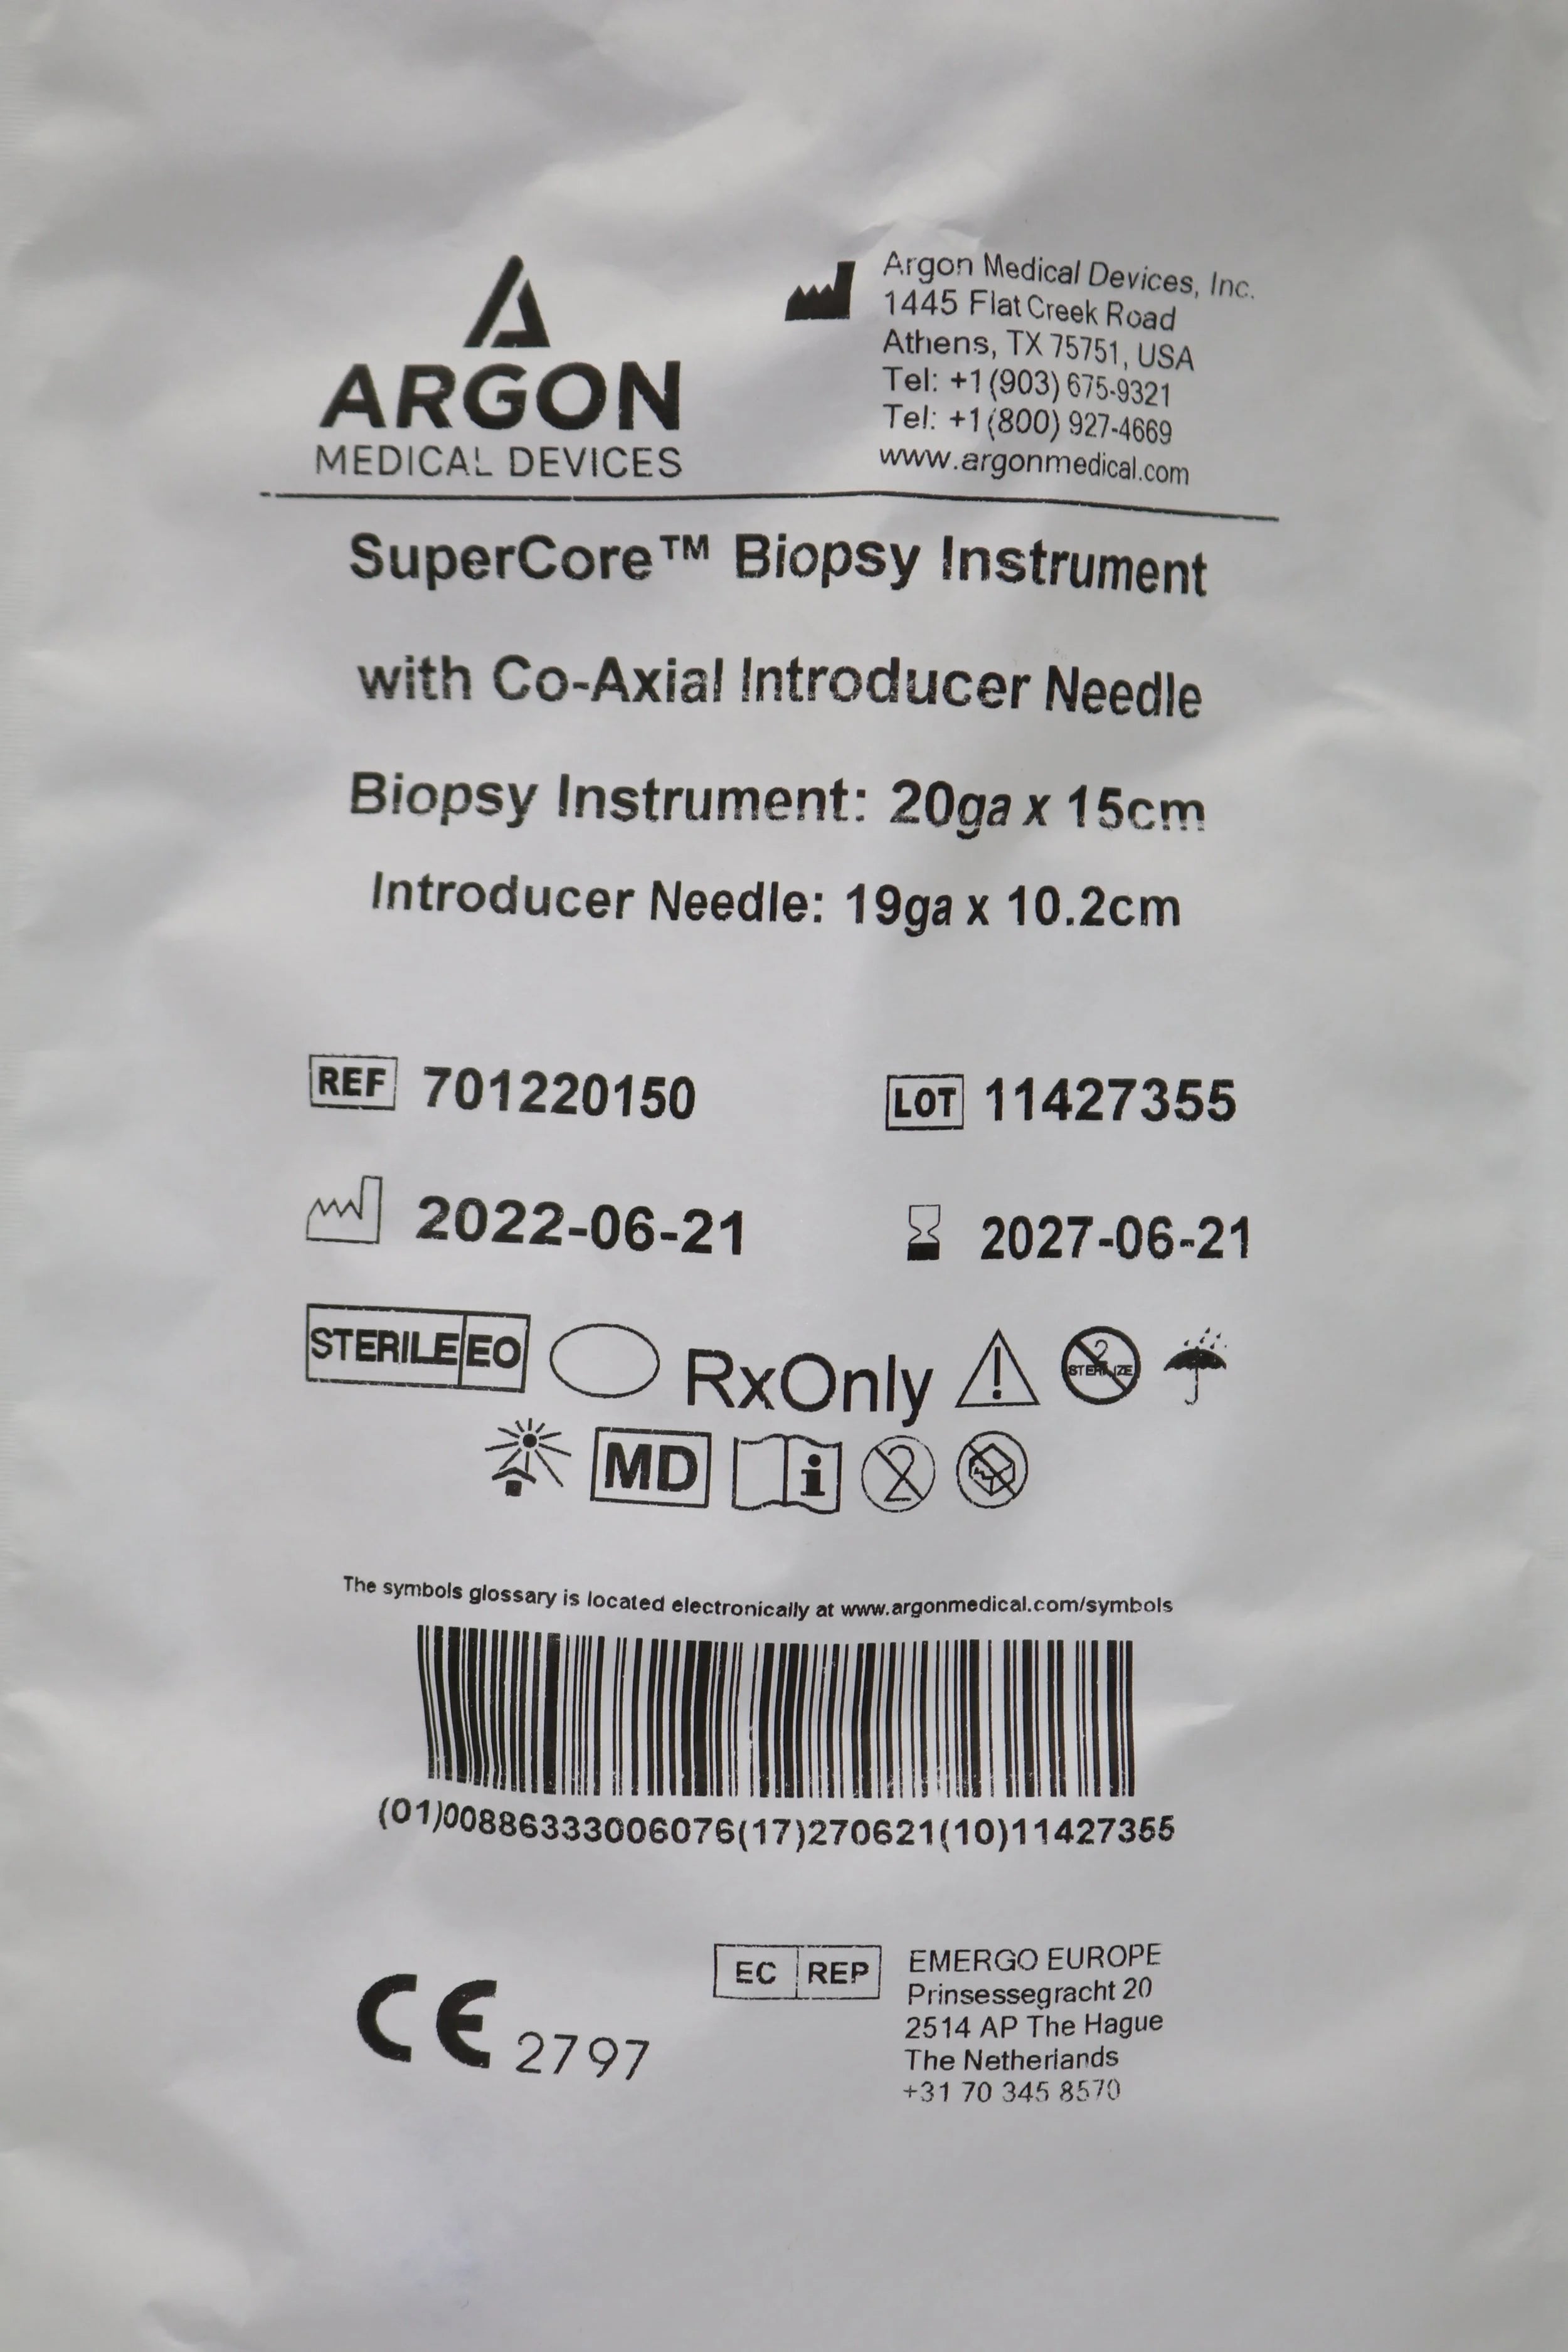 ARGON
MEDICAL DEVICES
Argon Medical Devices, Inc.
1445 Flat Creek Road
Athens, TX 75751, USA
Tel: +1 (903) 675-9321
Tel: +1 (800) 927-4669
www.argonmedical.com
SuperCore™ Biopsy Instrument
with Co-Axial Introducer Needle
Biopsy Instrument: 20ga x 15cm
Introducer Needle: 19ga x 10.2cm
REF 701220150
LOT 11427355
2022-06-21
2027-06-21
STERILE EO RxOnly 2 STERILIZE
MD i 2
The symbols glossary is located electronically at www.argonmedical.com/symbols
(01)00886333006076(17)270621(10)11427355
CE 2797
EC REP
EMERGO EUROPE
Prinsessegracht 20
2514 AP The Hague
The Netherlands
+31 70 345 8570